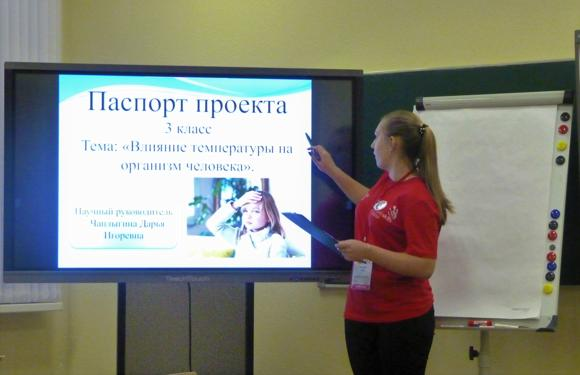 Паспорт проекта
3 класс
Тема: «Влияние температуры на
организм человека».
Научный руководитель
Чаплыгина Дарья
Игоревна